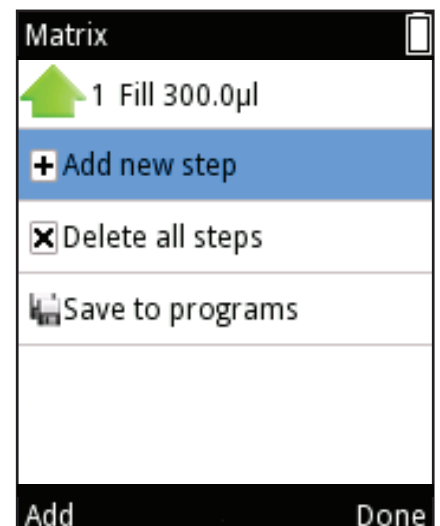 Matrix
1 Fill 300.0µl
Add new step
Delete all steps
Save to programs
Add Done